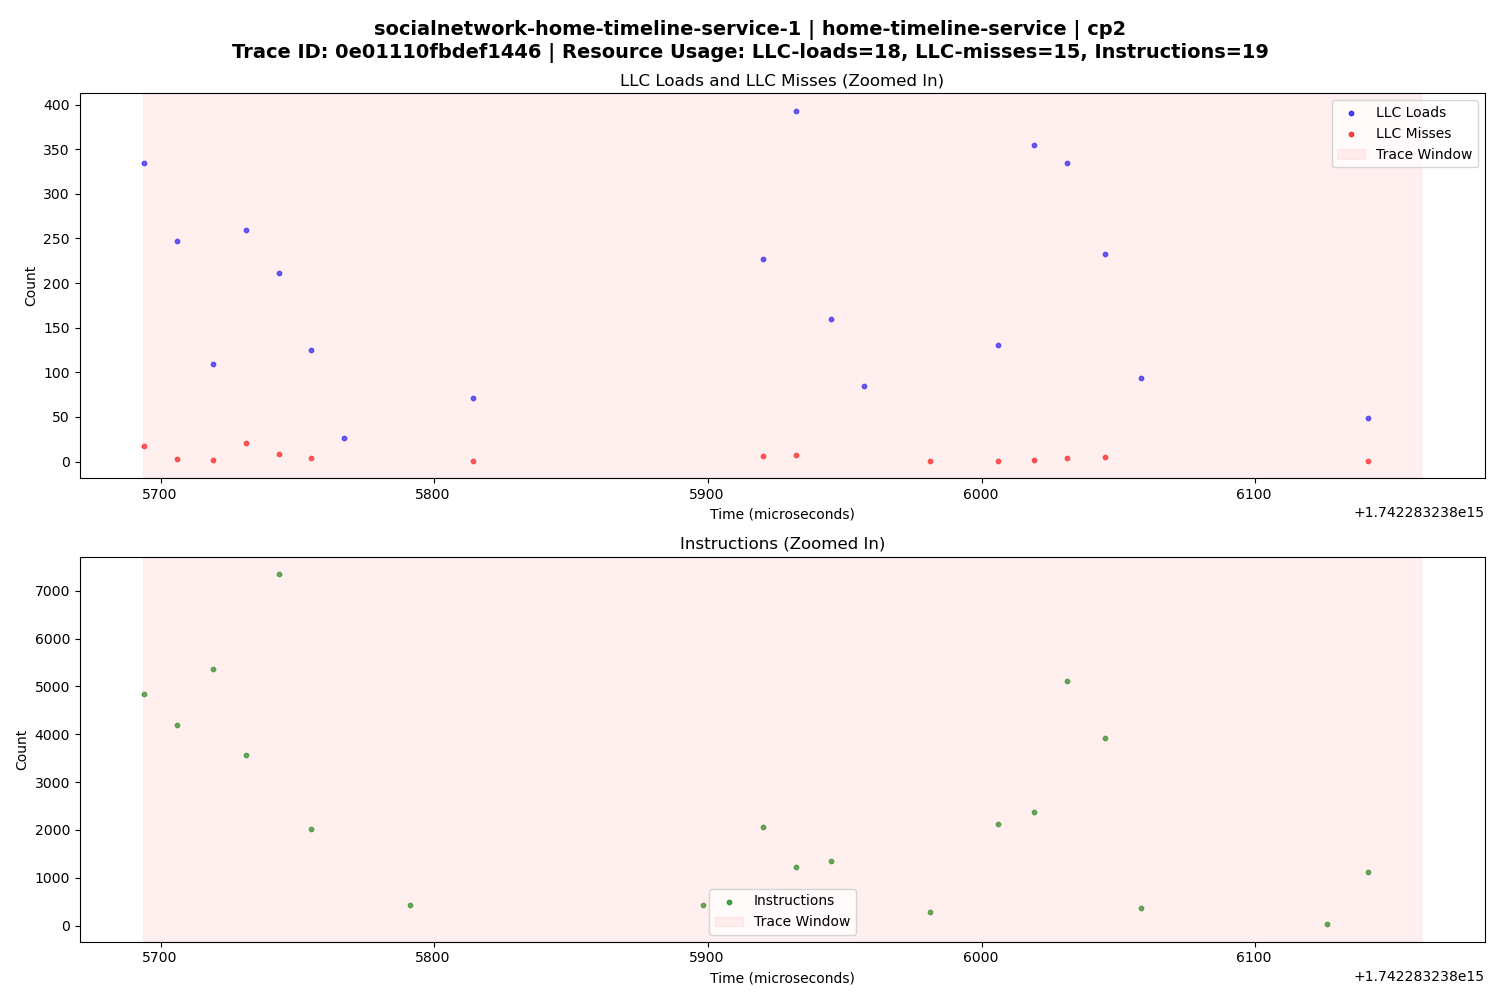 socialnetwork-home-timeline-service-1 | home-timeline-service | cp2
Trace ID: 0e01110fbdef1446 | Resource Usage: LLC-loads=18, LLC-misses=15, Instructions=19
LLC Loads and LLC Misses (Zoomed In)
400
350
300
250
200
150
100
50
0
Count
LLC Loads
LLC Misses
Trace Window
5700 5800 5900 6000 6100
Time (microseconds)
+1.742283238e15
Instructions (Zoomed In)
7000
6000
5000
4000
3000
2000
1000
0
Count
Instructions
Trace Window
5700 5800 5900 6000 6100
Time (microseconds)
+1.742283238e15